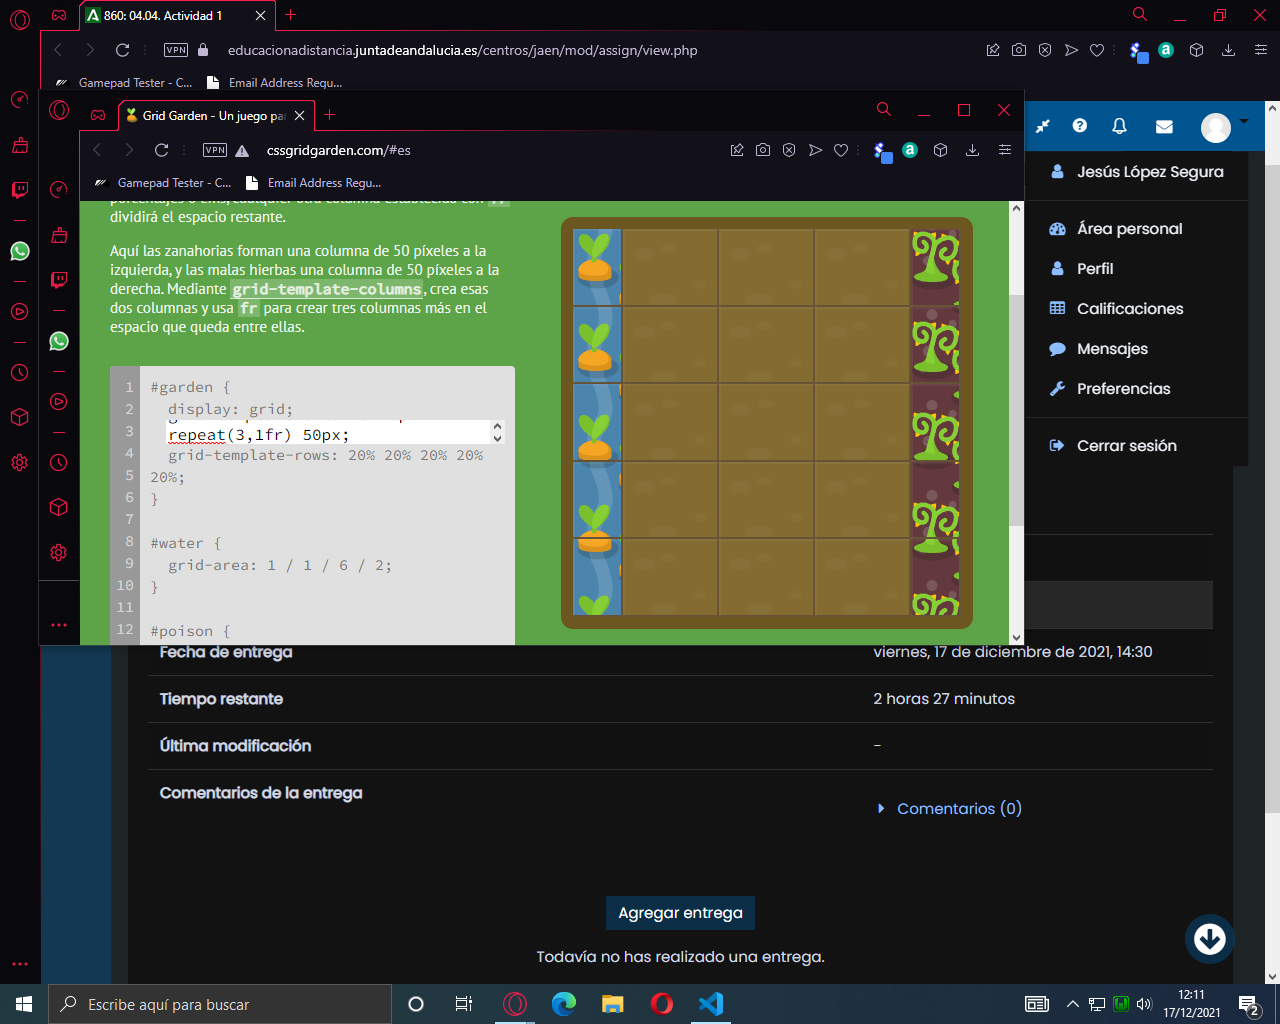 860: 04.04. Actividad 1
VPN
educacionadistancia.juntadeandalucia.es/centros/jaen/mod/assign/view.php
Gamepad Tester - C...
Email Address Requ...
Grid Garden - Un juego par
VPN
cssgridgarden.com/#es
Gamepad Tester - C...
Email Address Regu...
dividirá el espacio restante.
Aquí las zanahorias forman una columna de 50 píxeles a la
izquierda, y las malas hierbas una columna de 50 píxeles a la
derecha. Mediante grid-template-columns, crea esas
dos columnas y usa fr para crear tres columnas más en el
espacio que queda entre ellas.
1 #garden {
2 display: grid;
3 repeat(3,1fr) 50px;
4 grid-template-rows: 20% 20% 20% 20%
5 20%;
6 }
7
8 #water {
9 grid-area: 1 / 1 / 6 / 2;
10 }
11
12 #poison {
Jesús López Segura
Área personal
Perfil
Calificaciones
Mensajes
Preferencias
Cerrar sesión
Fecha de entrega
viernes, 17 de diciembre de 2021, 14:30
Tiempo restante
2 horas 27 minutos
Última modificación
-
Comentarios de la entrega
Comentarios (0)
Agregar entrega
Todavía no has realizado una entrega.
Escribe aquí para buscar
12:11
17/12/2021
2